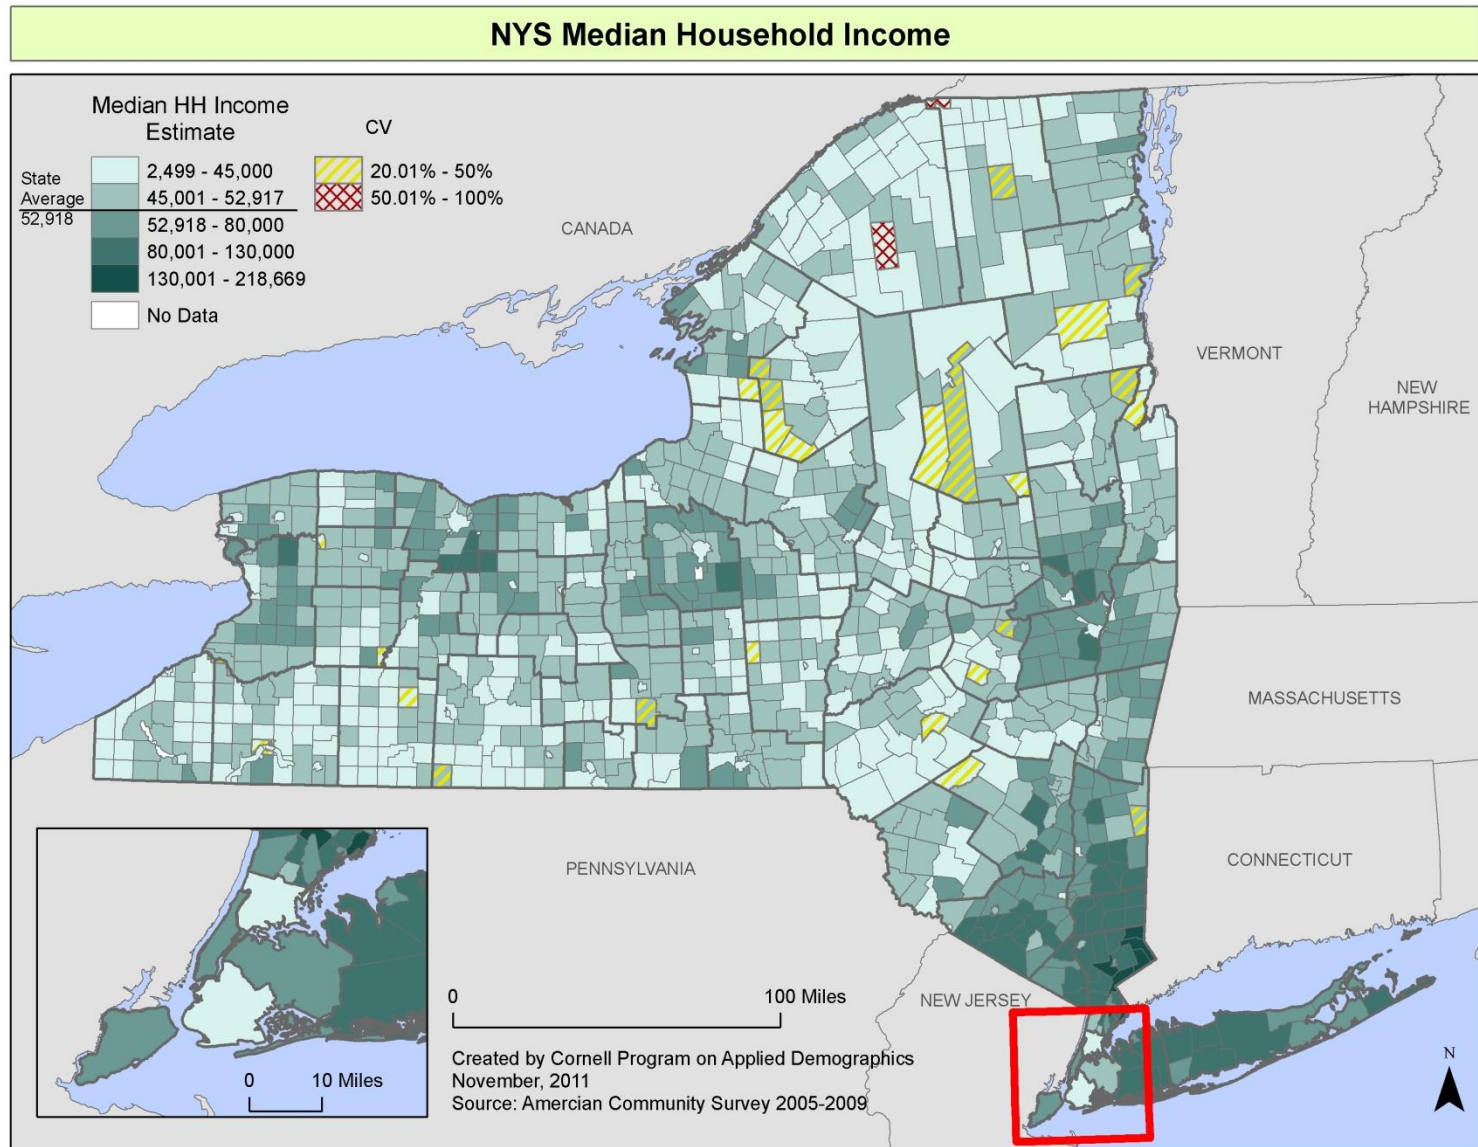 NYS Median Household Income
Median HH Income
Estimate
CV
State
Average
52,918
2,499 - 45,000
45,001 - 52,917
52,918 - 80,000
80,001 - 130,000
130,001 - 218,669
No Data
20.01% - 50%
50.01% - 100%
CANADA
VERMONT
NEW
HAMPSHIRE
MASSACHUSETTS
CONNECTICUT
PENNSYLVANIA
NEW JERSEY
0 100 Miles
0 10 Miles
Created by Cornell Program on Applied Demographics
November, 2011
Source: Amercian Community Survey 2005-2009
N